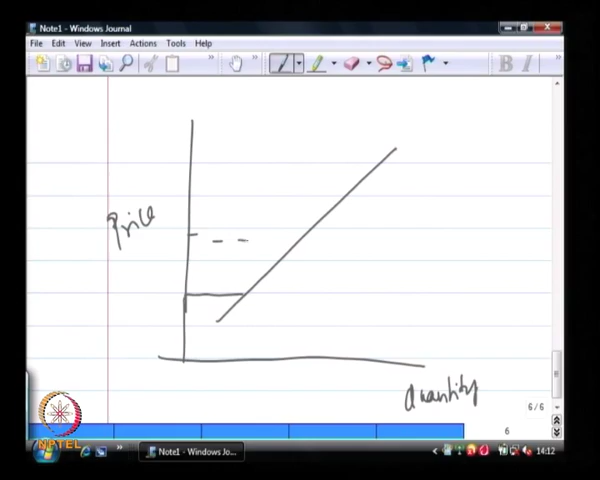 Note1 - Windows Journal
File Edit View Insert Actions Tools Help
B I
Price
Quantity
6/6
6
NPTEL
Note1 - Windows Jo...
14:12